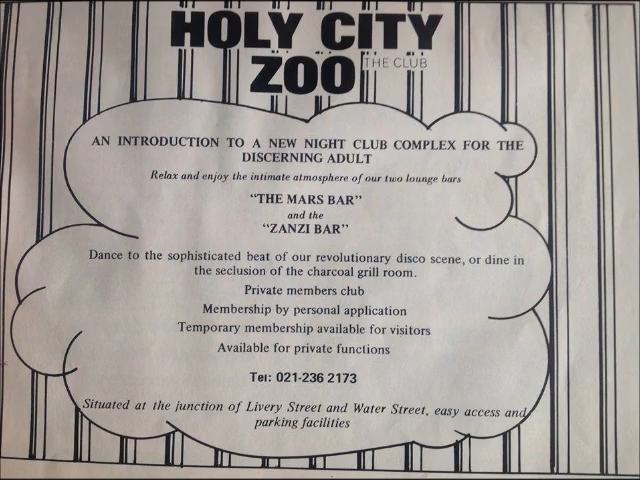 HOLY CITY
ZOO THE CLUB
AN INTRODUCTION TO A NEW NIGHT CLUB COMPLEX FOR THE
DISCERNING ADULT
Relax and enjoy the intimate atmosphere of our two lounge bars
"THE MARS BAR"
and the
"ZANZI BAR"
Dance to the sophisticated beat of our revolutionary disco scene, or dine in
the seclusion of the charcoal grill room.
Private members club
Membership by personal application
Temporary membership available for visitors
Available for private functions
Tel: 021-236 2173
Situated at the junction of Livery Street and Water Street, easy access and
parking facilities